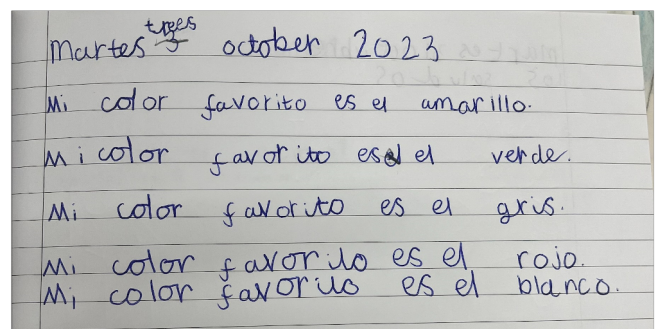 trees
Martes 3 october 2023
Mi color favorito es el amarillo.
Mi color favorito es el verde.
Mi color favorito es el gris.
Mi color favorito es el rojo.
Mi color favorito es el blanco.